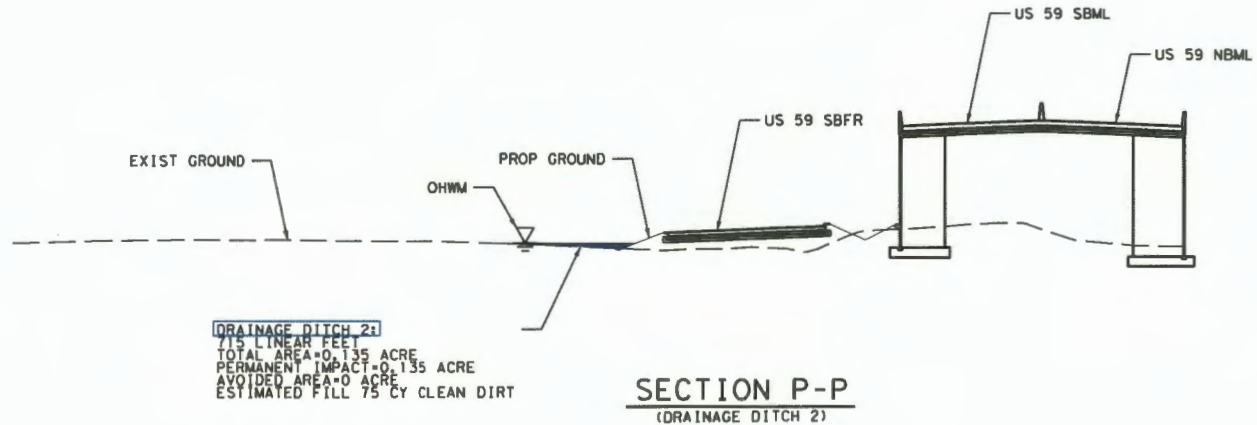 US 59 SBML
US 59 NBML
US 59 SBFR
EXIST GROUND
PROP GROUND
OHWM
DRAINAGE DITCH 2:
715 LINEAR FEET
TOTAL AREA=0.135 ACRE
PERMANENT IMPACT=0.135 ACRE
AVOIDED AREA=0 ACRE
ESTIMATED FILL 75 CY CLEAN DIRT
SECTION P-P
(DRAINAGE DITCH 2)